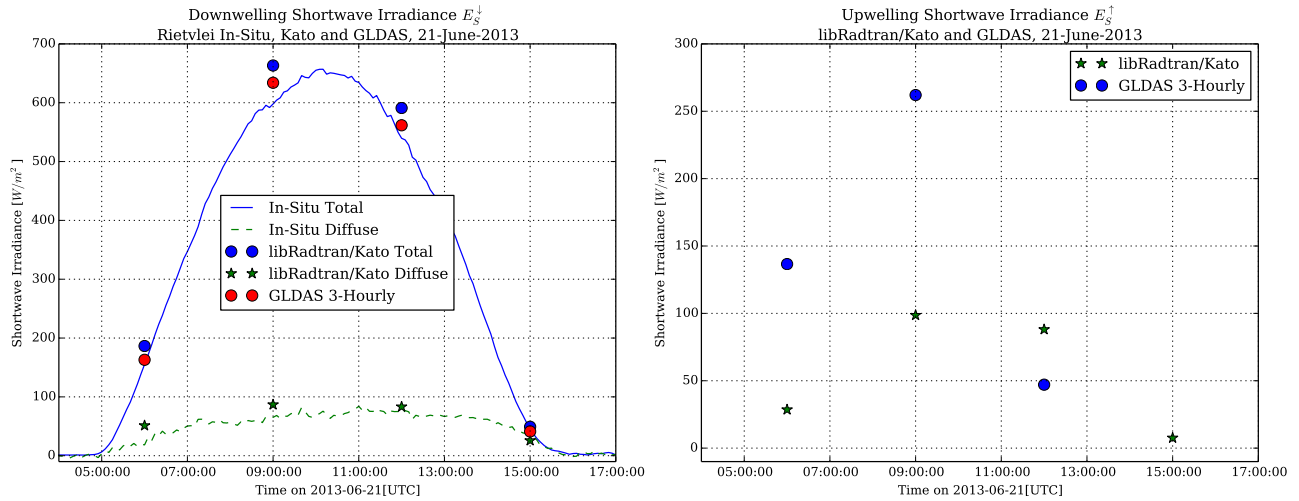 Downwelling Shortwave Irradiance E_S^↓
Rietvlei In-Situ, Kato and GLDAS, 21-June-2013
700
600
500
400
300
200
100
0
Shortwave Irradiance [W/m²]
In-Situ Total
In-Situ Diffuse
libRadtran/Kato Total
libRadtran/Kato Diffuse
GLDAS 3-Hourly
05:00:00 07:00:00 09:00:00 11:00:00 13:00:00 15:00:00 17:00:00
Time on 2013-06-21[UTC]
Upwelling Shortwave Irradiance E_S^↑
libRadtran/Kato and GLDAS, 21-June-2013
300
250
200
150
100
50
0
Shortwave Irradiance [W/m²]
libRadtran/Kato
GLDAS 3-Hourly
05:00:00 07:00:00 09:00:00 11:00:00 13:00:00 15:00:00 17:00:00
Time on 2013-06-21[UTC]